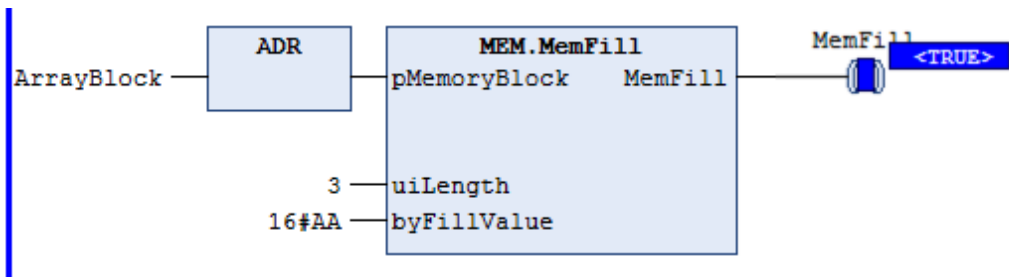 ADR
MEM.MemFill
MemFill
<TRUE>
ArrayBlock
pMemoryBlock MemFill
3
uiLength
16#AA
byFillValue